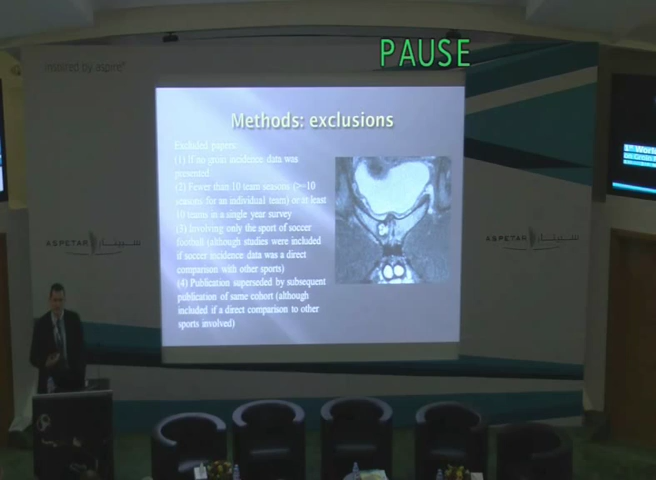 PAUSE
inspired by aspire
Methods: exclusions
Excluded papers:
(1) If no groin incidence data was
presented
(2) Fewer than 10 team seasons (>=10
seasons for an individual team) or at least
10 teams in a single year survey
(3) Involving only the sport of soccer
football (although studies were included
if soccer incidence data was a direct
comparison with other sports)
(4) Publication superseded by subsequent
publication of same cohort (although
included if a direct comparison to other
sports involved)
1st World
ASPETAR سبيتار
ASPETAR سبيتار